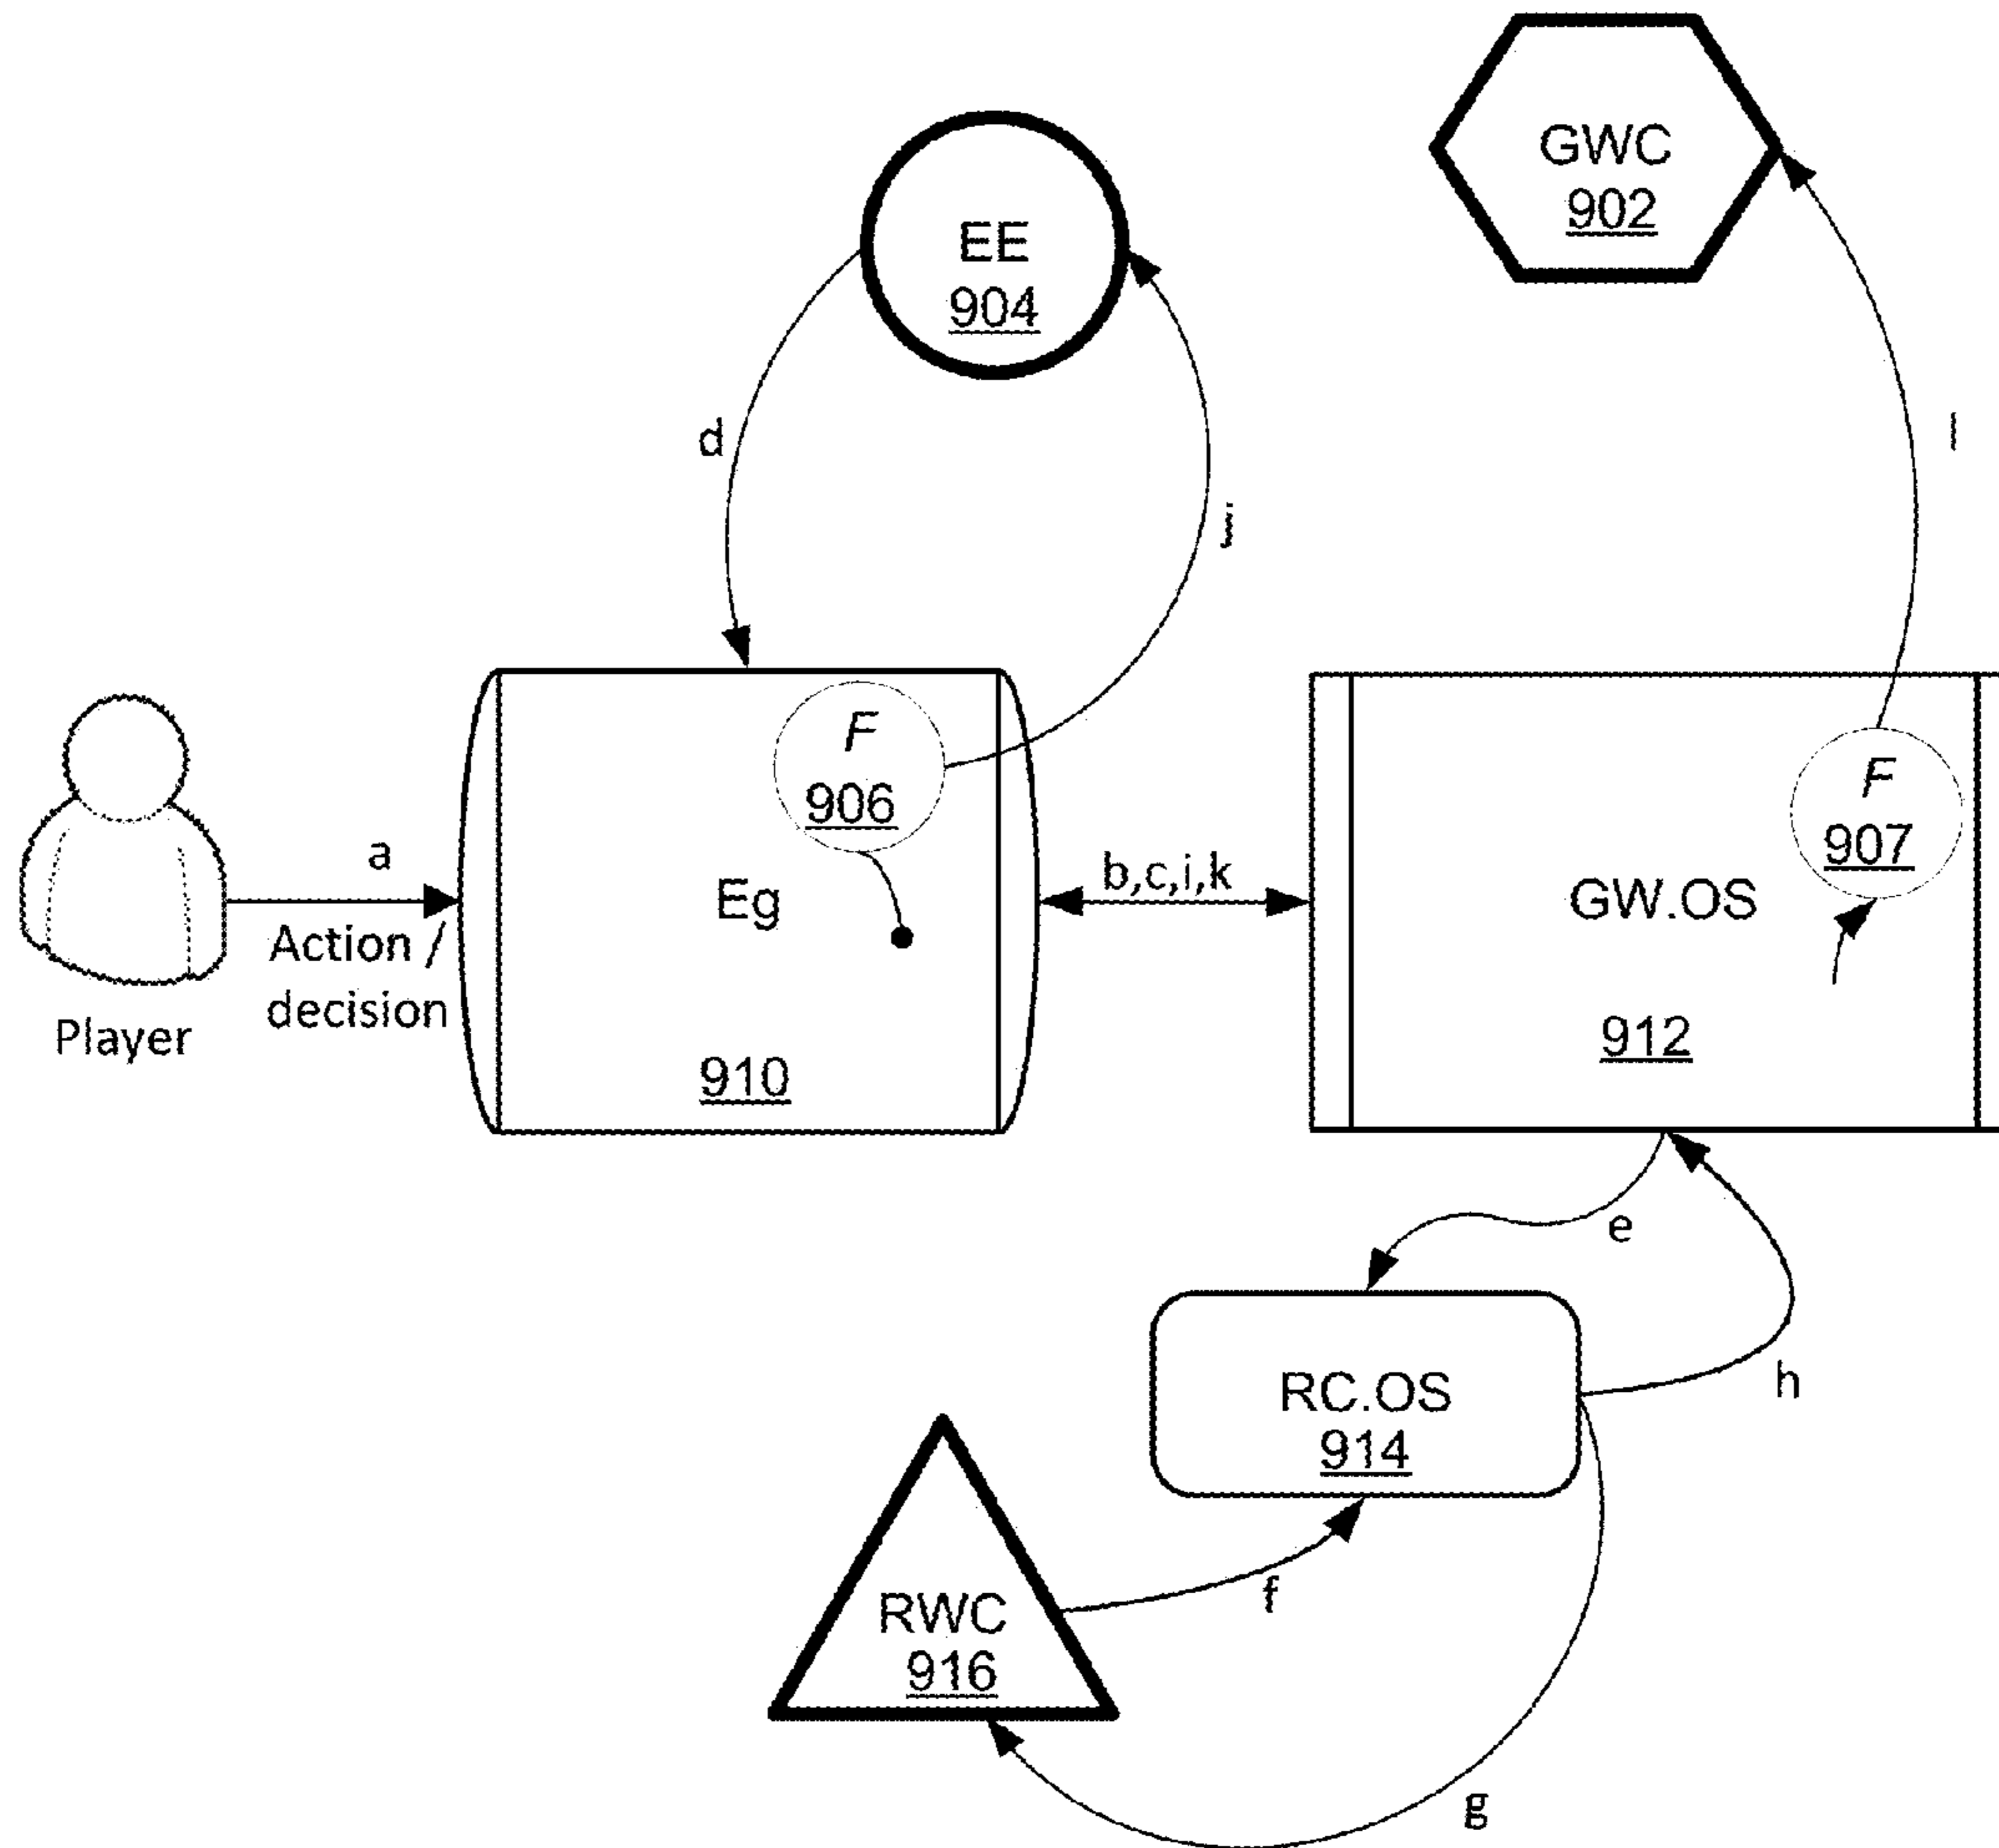 GWC
902
EE
904
d
l
j
F
906
F
907
a
b,c,i,k
Eg
GW.OS
Action /
decision
Player
910
912
e
h
RC.OS
914
f
RWC
916
g